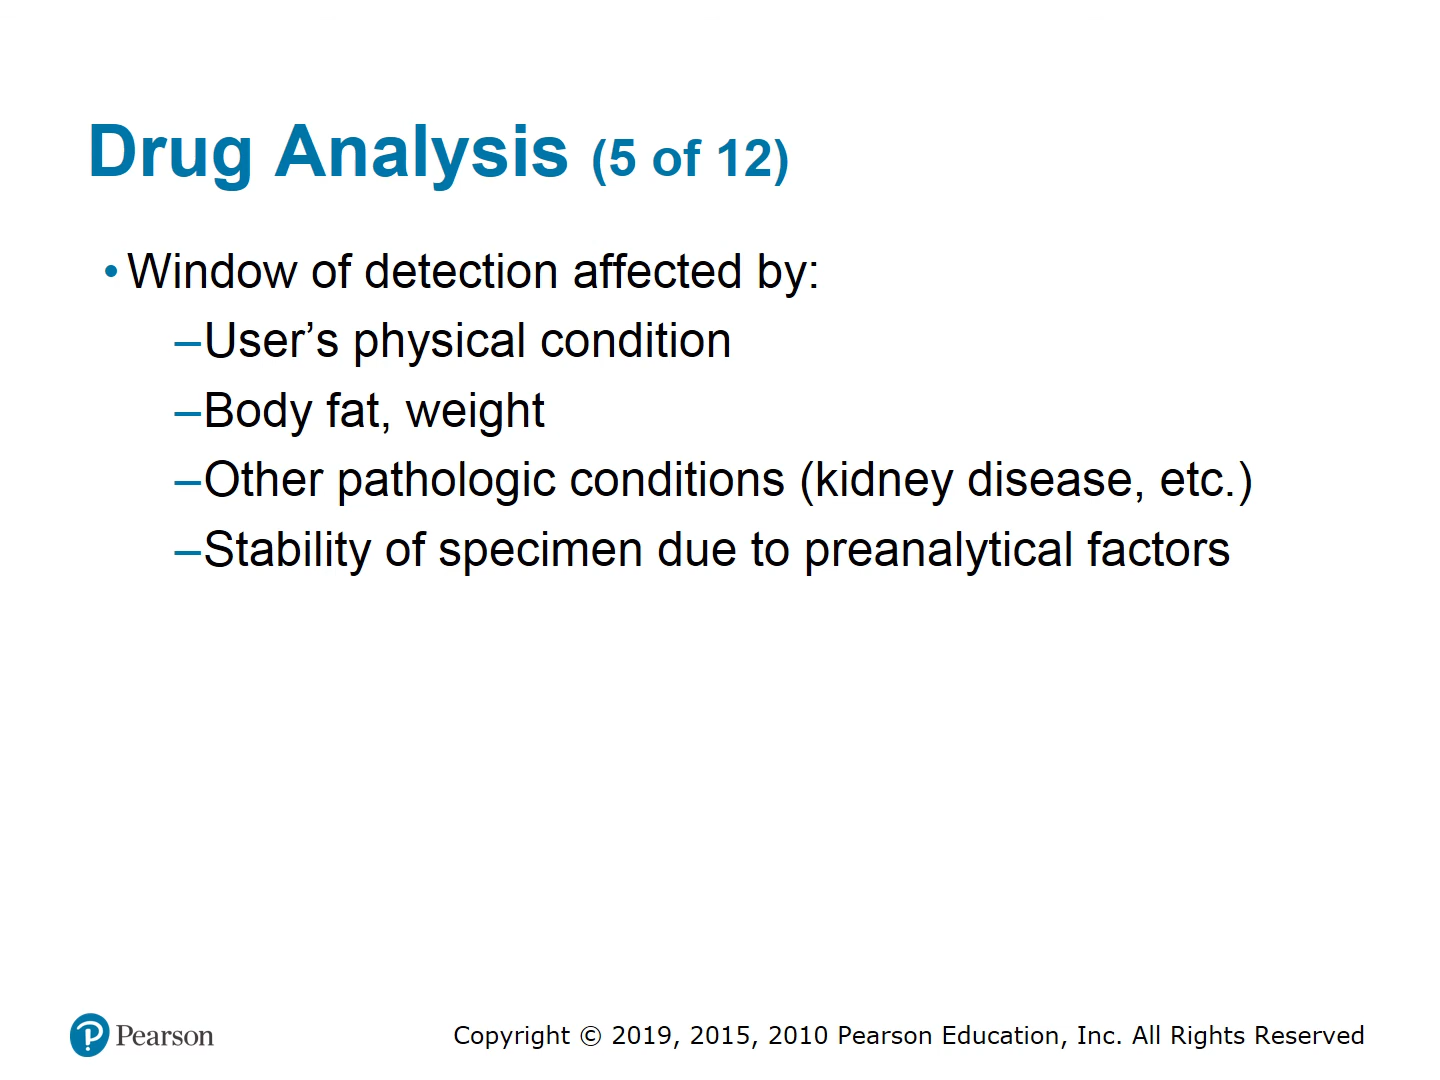 Drug Analysis (5 of 12)
• Window of detection affected by:
–User’s physical condition
–Body fat, weight
–Other pathologic conditions (kidney disease, etc.)
–Stability of specimen due to preanalytical factors
Pearson
Copyright © 2019, 2015, 2010 Pearson Education, Inc. All Rights Reserved